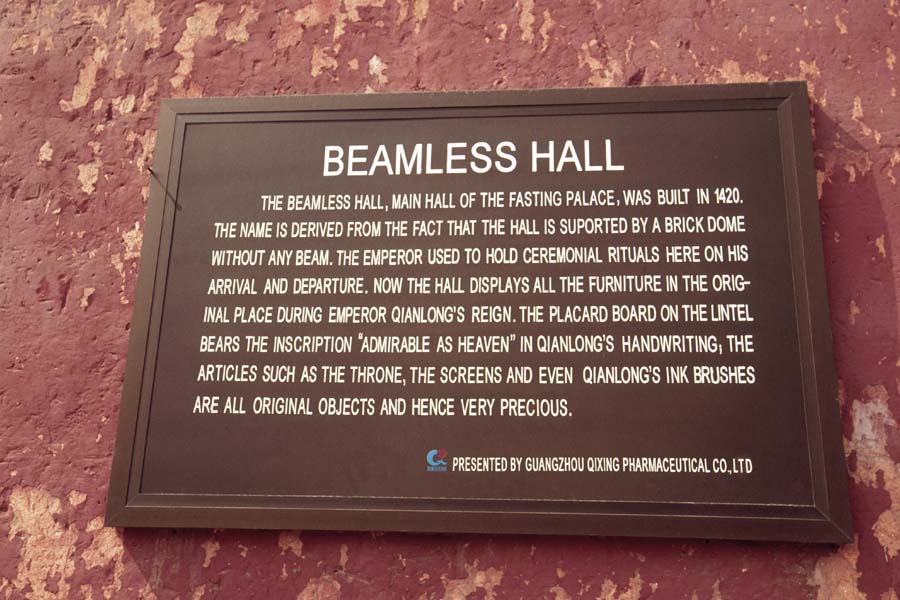 BEAMLESS HALL
THE BEAMLESS HALL, MAIN HALL OF THE FASTING PALACE, WAS BUILT IN 1420.
THE NAME IS DERIVED FROM THE FACT THAT THE HALL IS SUPORTED BY A BRICK DOME
WITHOUT ANY BEAM. THE EMPEROR USED TO HOLD CEREMONIAL RITUALS HERE ON HIS
ARRIVAL AND DEPARTURE. NOW THE HALL DISPLAYS ALL THE FURNITURE IN THE ORIG-
INAL PLACE DURING EMPEROR QIANLONG'S REIGN. THE PLACARD BOARD ON THE LINTEL
BEARS THE INSCRIPTION "ADMIRABLE AS HEAVEN" IN QIANLONG'S HANDWRITING; THE
ARTICLES SUCH AS THE THRONE, THE SCREENS AND EVEN QIANLONG'S INK BRUSHES
ARE ALL ORIGINAL OBJECTS AND HENCE VERY PRECIOUS.
PRESENTED BY GUANGZHOU QIXING PHARMACEUTICAL CO., LTD